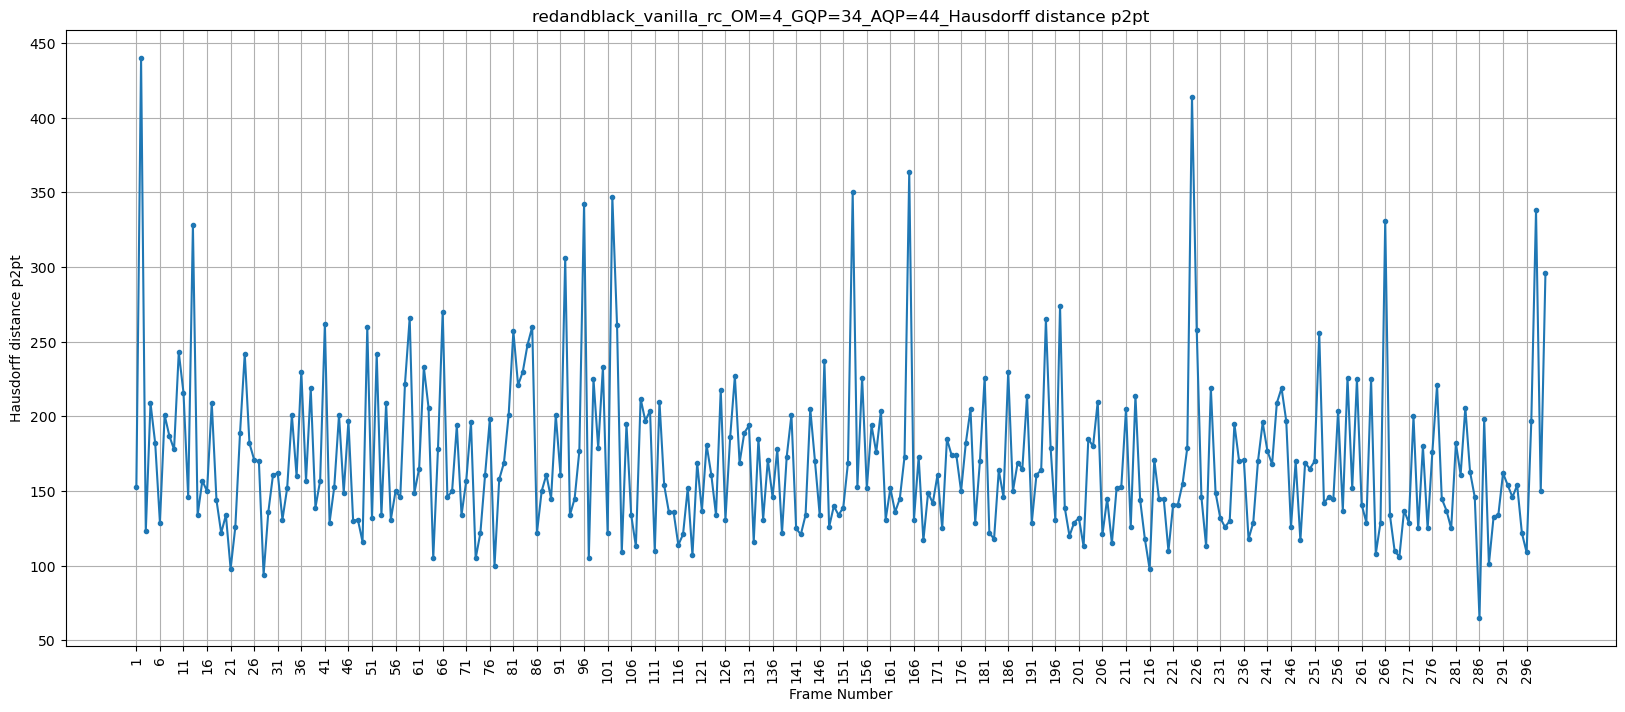 redandblack_vanilla_rc_OM=4_GQP=34_AQP=44_Hausdorff distance p2pt
450
400
350
300
250
200
150
100
50
Hausdorff distance p2pt
1 6 11 16 21 26 31 36 41 46 51 56 61 66 71 76 81 86 91 96 101 106 111 116 121 126 131 136 141 146 151 156 161 166 171 176 181 186 191 196 201 206 211 216 221 226 231 236 241 246 251 256 261 266 271 276 281 286 291 296
Frame Number